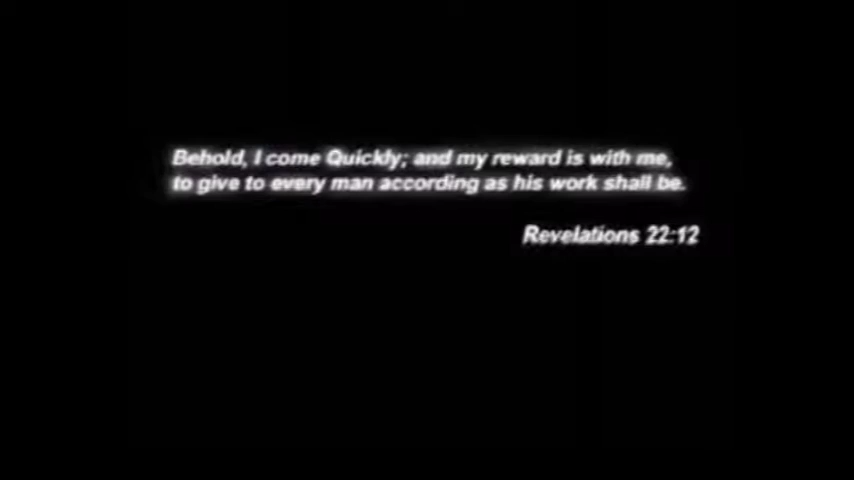 Behold, I come Quickly; and my reward is with me,
to give to every man according as his work shall be.
Revelations 22:12